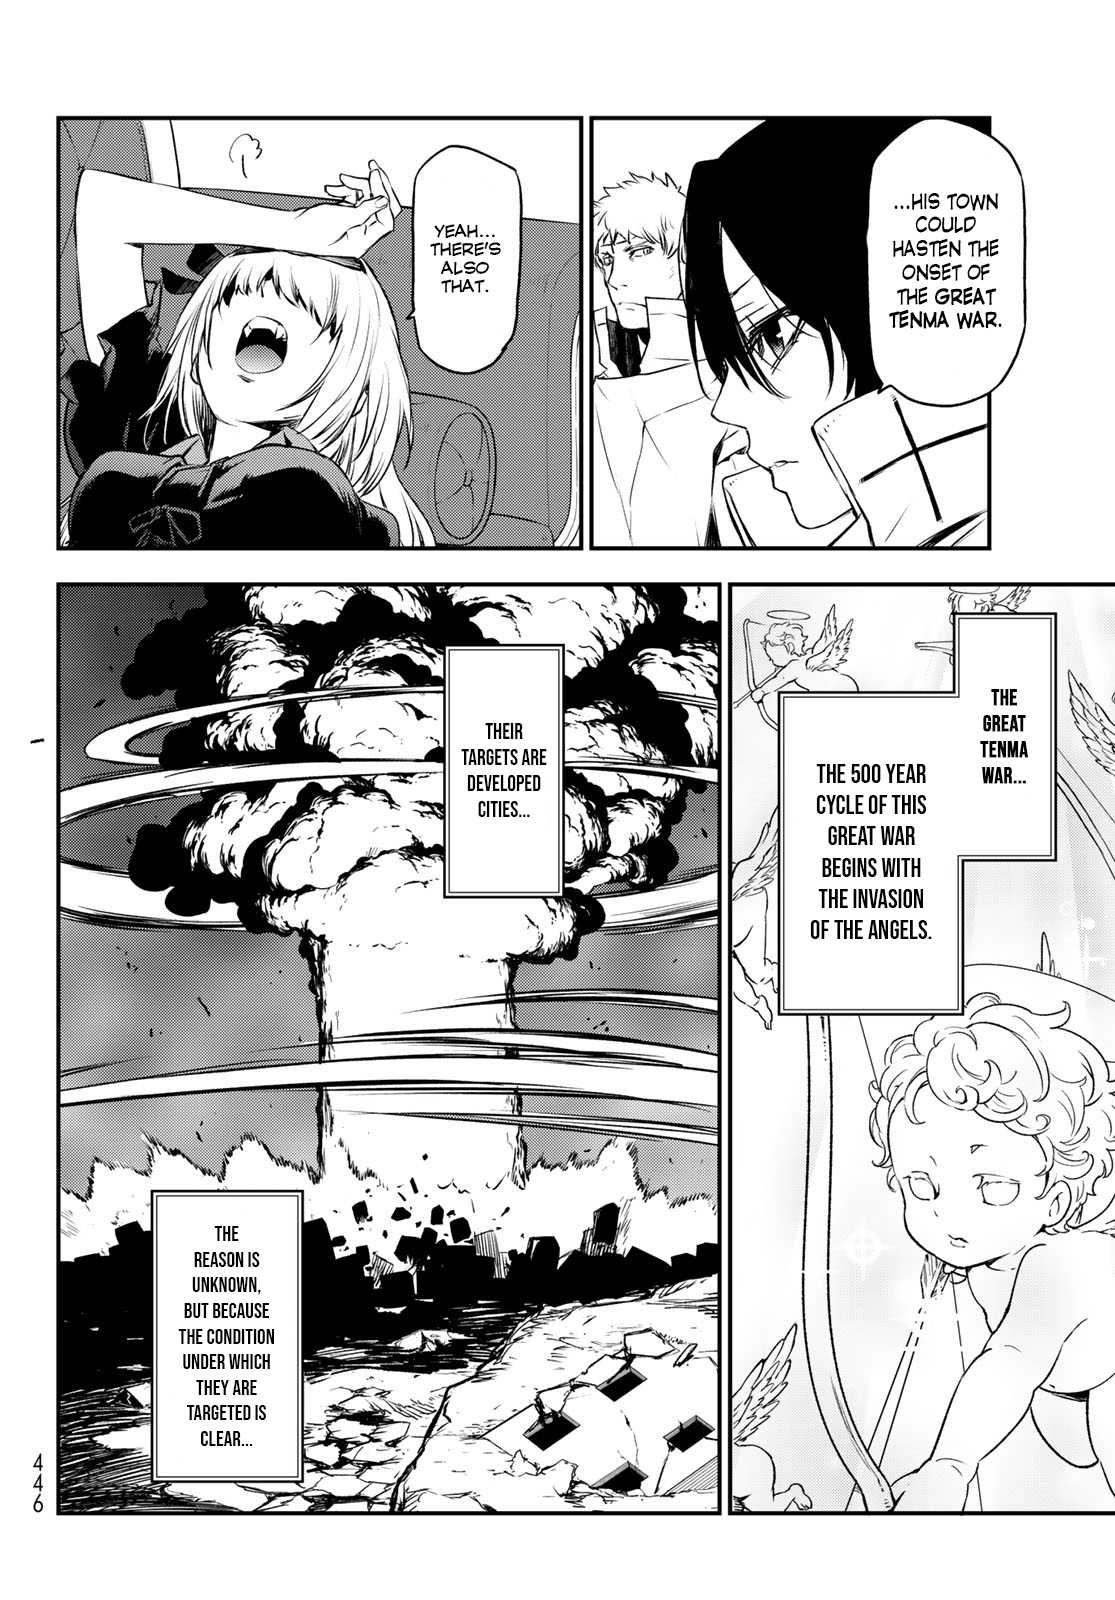 ...HIS TOWN
COULD
HASTEN THE
ONSET OF
THE GREAT
TENMA WAR.
YEAH...
THERE'S
ALSO
THAT.
THE
GREAT
TENMA
WAR...
THE 500 YEAR
CYCLE OF THIS
GREAT WAR
BEGINS WITH
THE INVASION
OF THE ANGELS.
THEIR
TARGETS ARE
DEVELOPED
CITIES...
THE
REASON IS
UNKNOWN,
BUT BECAUSE
THE CONDITION
UNDER WHICH
THEY ARE
TARGETED IS
CLEAR...
446